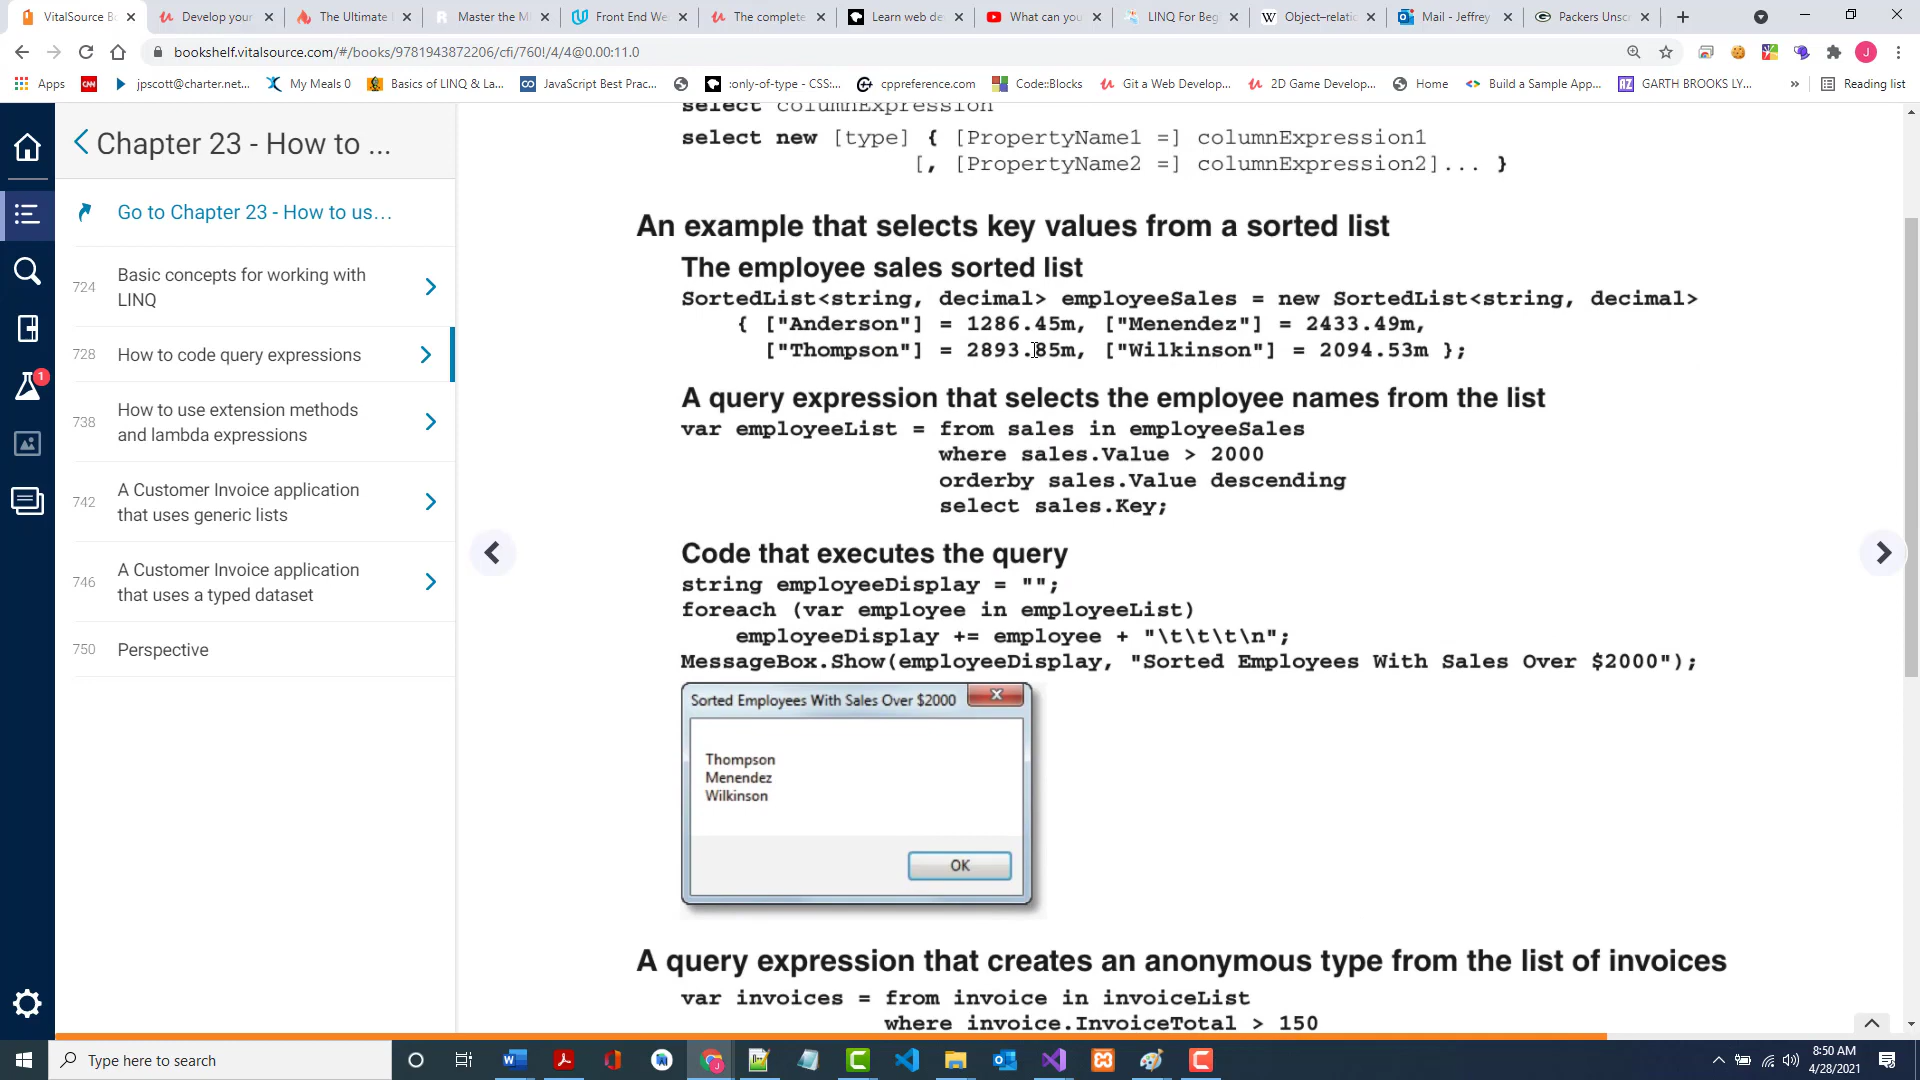 VitalSource Bo
Develop your
The Ultimate
Master the M
Front End We
The complete
Learn web de
What can you
LINQ For Beg
Object–relatio
Mail - Jeffrey
Packers Unsc
bookshelf.vitalsource.com/#/books/9781943872206/cfi/760!/4/4@0.00:11.0
J
Apps
CNN
jpscott@charter.net...
My Meals 0
Basics of LINQ & La...
JavaScript Best Prac...
:only-of-type - CSS:...
cppreference.com
Code::Blocks
Git a Web Develop...
2D Game Develop...
Home
Build a Sample App...
AZ
GARTH BROOKS LY...
»
Reading list
Chapter 23 - How to ...
Go to Chapter 23 - How to us...
724 Basic concepts for working with
LINQ
728 How to code query expressions
1
738 How to use extension methods
and lambda expressions
742 A Customer Invoice application
that uses generic lists
746 A Customer Invoice application
that uses a typed dataset
750 Perspective
select columnExpression
select new [type] { [PropertyName1 =] columnExpression1
[, [PropertyName2 =] columnExpression2]... }
An example that selects key values from a sorted list
The employee sales sorted list
SortedList<string, decimal> employeeSales = new SortedList<string, decimal>
{ ["Anderson"] = 1286.45m, ["Menendez"] = 2433.49m,
["Thompson"] = 2893.85m, ["Wilkinson"] = 2094.53m };
A query expression that selects the employee names from the list
var employeeList = from sales in employeeSales
where sales.Value > 2000
orderby sales.Value descending
select sales.Key;
Code that executes the query
string employeeDisplay = "";
foreach (var employee in employeeList)
employeeDisplay += employee + "\t\t\t\n";
MessageBox.Show(employeeDisplay, "Sorted Employees With Sales Over $2000");
Sorted Employees With Sales Over $2000
Thompson
Menendez
Wilkinson
OK
A query expression that creates an anonymous type from the list of invoices
var invoices = from invoice in invoiceList
where invoice.InvoiceTotal > 150
Type here to search
8:50 AM
4/28/2021